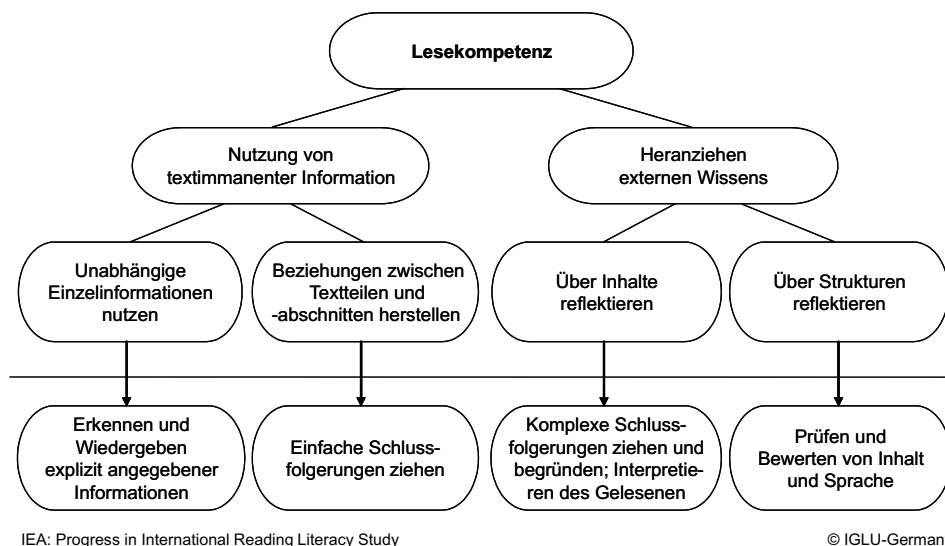 Lesekompetenz
Nutzung von
textimmanenter Information
Heranziehen
externen Wissens
Unabhängige
Einzelinformationen
nutzen
Beziehungen zwischen
Textteilen und
-abschnitten herstellen
Über Inhalte
reflektieren
Über Strukturen
reflektieren
Erkennen und
Wiedergeben
explizit angegebener
Informationen
Einfache Schluss-
folgerungen ziehen
Komplexe Schluss-
folgerungen ziehen und
begründen; Interpretie-
ren des Gelesenen
Prüfen und
Bewerten von Inhalt
und Sprache
IEA: Progress in International Reading Literacy Study
© IGLU-German